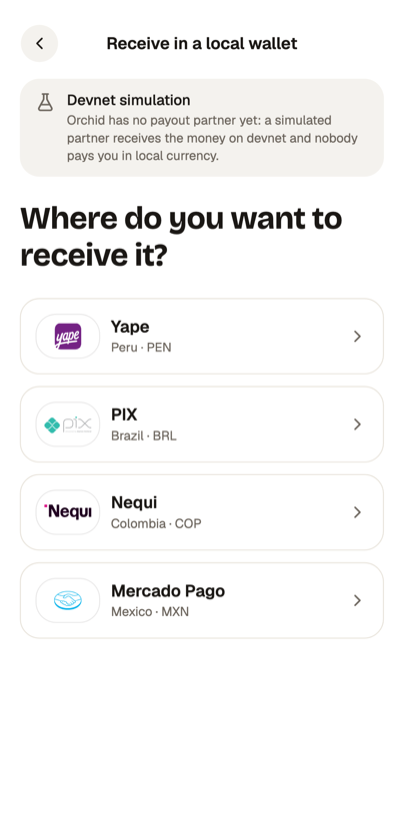 Receive in a local wallet
Devnet simulation
Orchid has no payout partner yet: a simulated
partner receives the money on devnet and nobody
pays you in local currency.
Where do you want to
receive it?
yape
Yape
Peru · PEN
pix
PIX
Brazil · BRL
Nequi
Nequi
Colombia · COP
Mercado Pago
Mexico · MXN